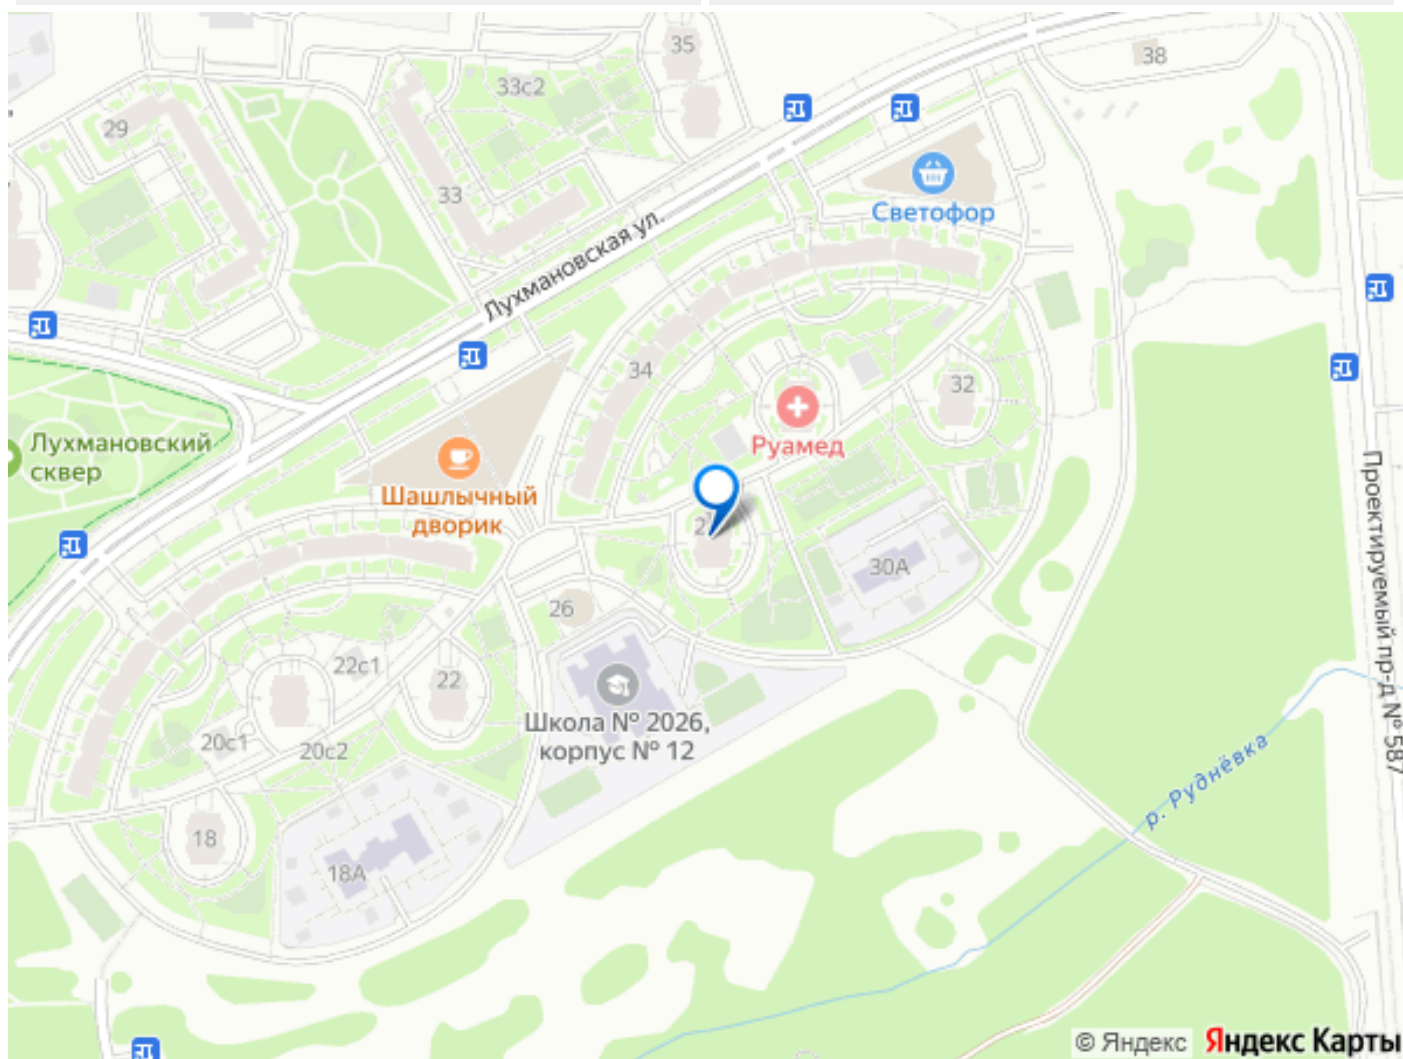 35
38
33с2
29
33
Светофор
Лухмановская ул.
34
32
Руамед
Лухмановский
сквер
Шашлычный
дворик
Проектируемый пр-д № 587
2
30А
26
22с1
22
Школа № 2026,
корпус № 12
20с1
20с2
р. Руднёвка
18
18А
© Яндекс Яндекс Карты